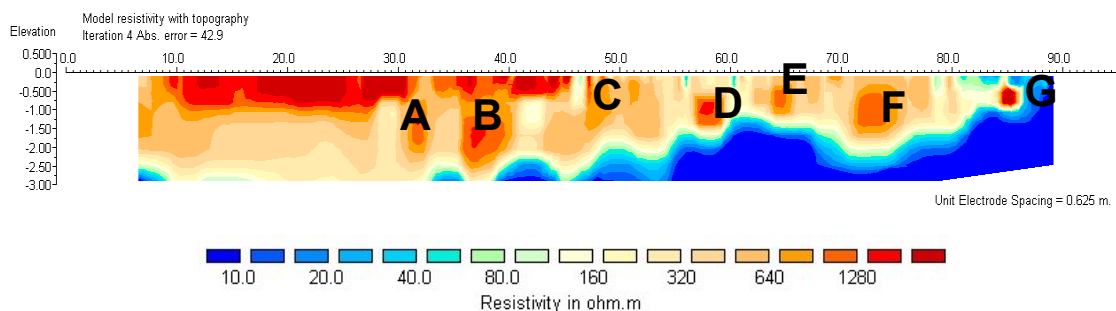 Model resistivity with topography
Elevation
Iteration 4 Abs. error = 42.9
0.500
0.0 10.0 20.0 30.0 40.0 50.0 60.0 70.0 80.0 90.0
0.0
-0.500
-1.00
-1.50
-2.00
-2.50
-3.00
A B C D E F G
Unit Electrode Spacing = 0.625 m.
10.0 20.0 40.0 80.0 160 320 640 1280
Resistivity in ohm.m